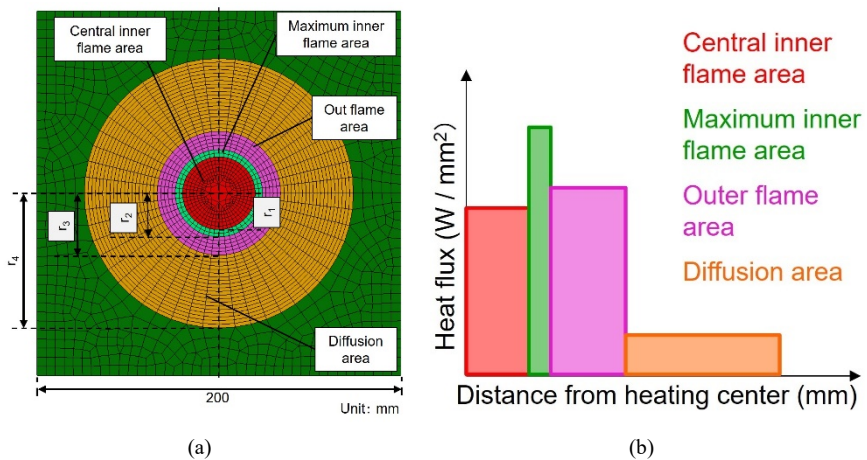 Central inner
flame area
Maximum inner
flame area
Out flame
area
r1
r2
r3
r4
Diffusion
area
200
Unit: mm
(a)
Heat flux (W / mm²)
Central inner
flame area
Maximum inner
flame area
Outer flame
area
Diffusion area
Distance from heating center (mm)
(b)